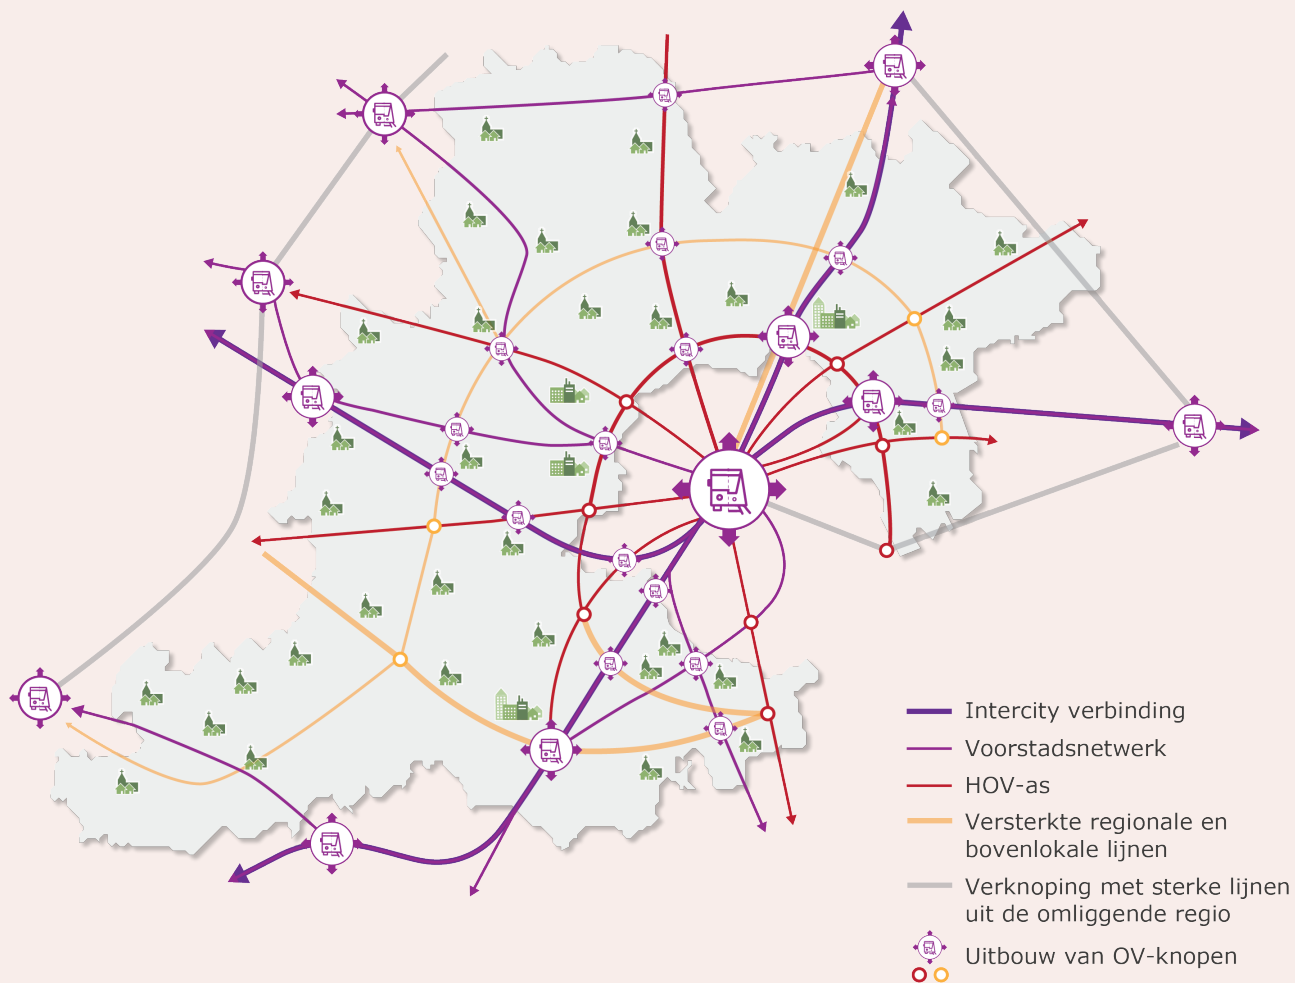 Intercity verbinding
Voorstadsnetwerk
HOV-as
Versterkte regionale en
bovenlokale lijnen
Verknoping met sterke lijnen
uit de omliggende regio
Uitbouw van OV-knopen